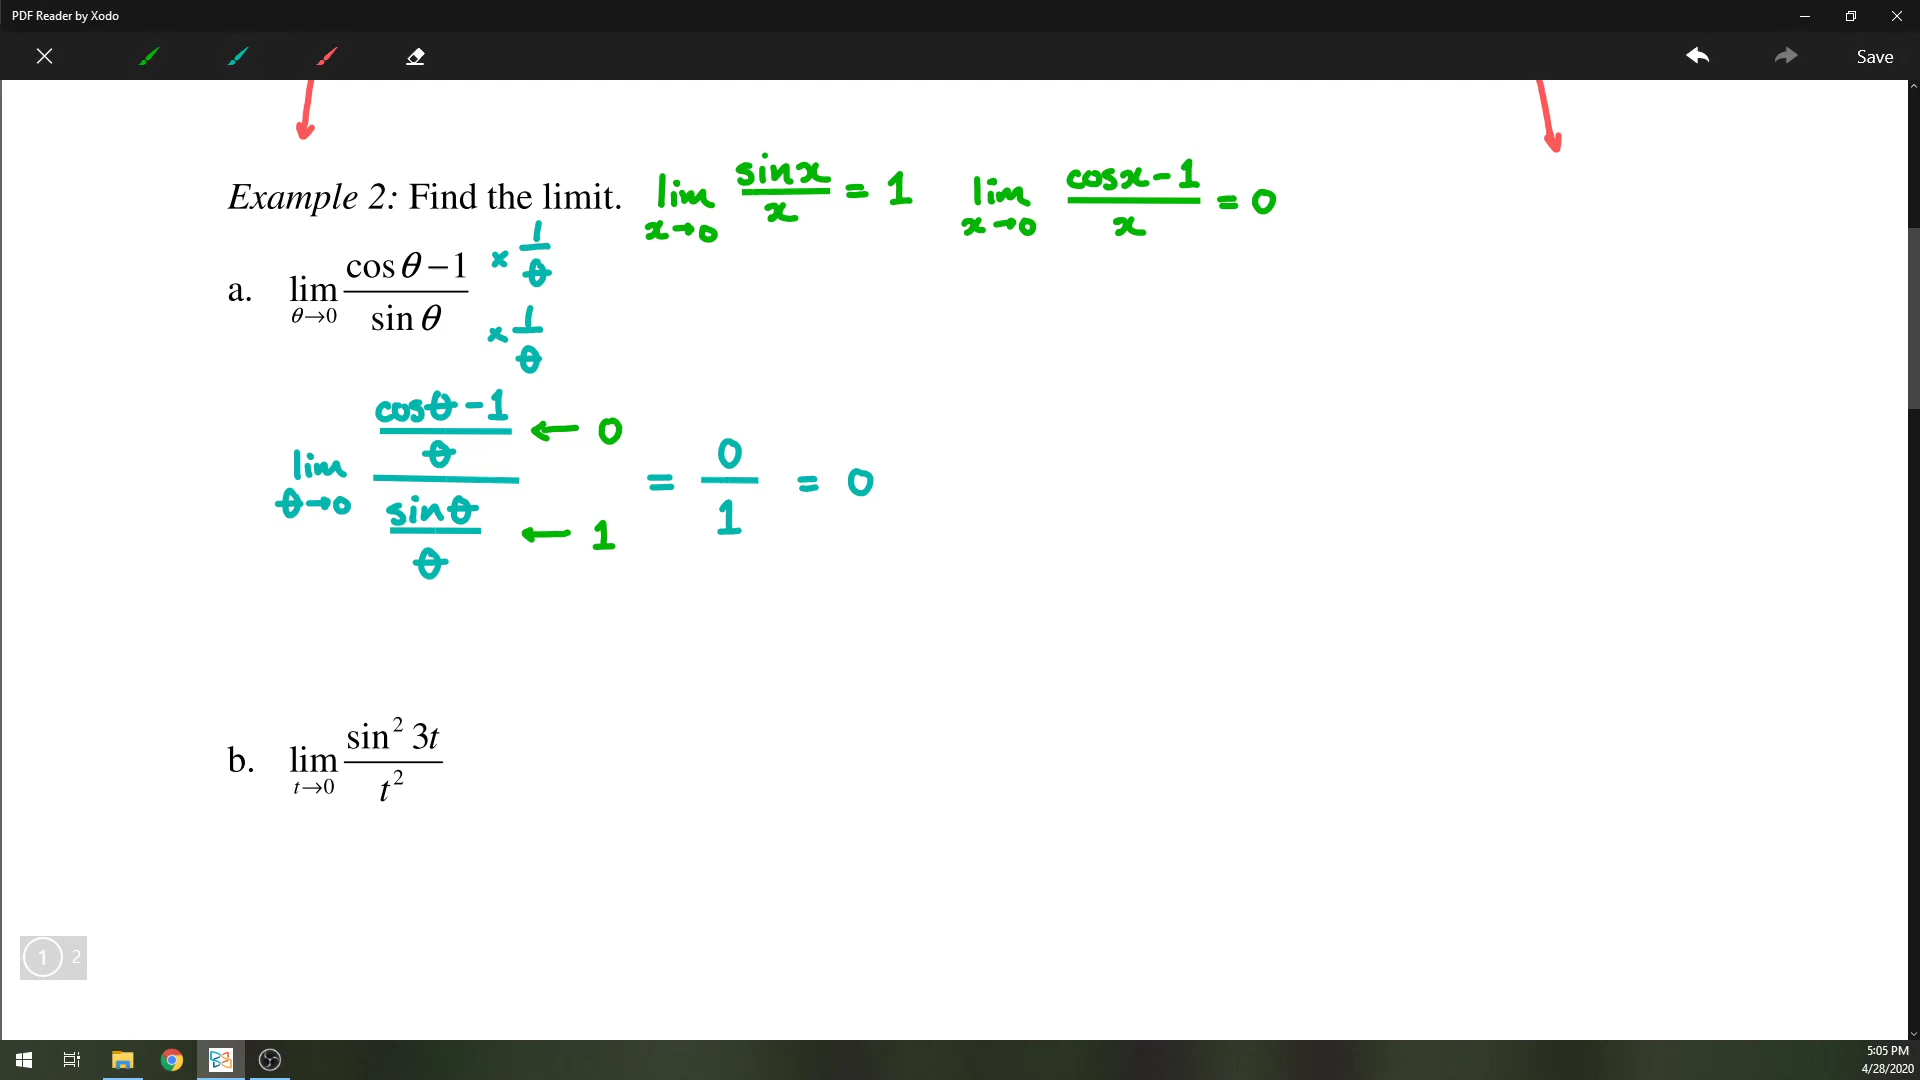 PDF Reader by Xodo
Save
Example 2: Find the limit. lim x→0 sinx/x = 1 lim x→0 cosx-1/x = 0
a. lim θ→0 cos θ − 1 / sin θ × 1/θ × 1/θ
lim θ→0 cosθ-1/θ / sinθ/θ ← 0 ← 1 = 0/1 = 0
b. lim t→0 sin² 3t / t²
1 2
5:05 PM
4/28/2020